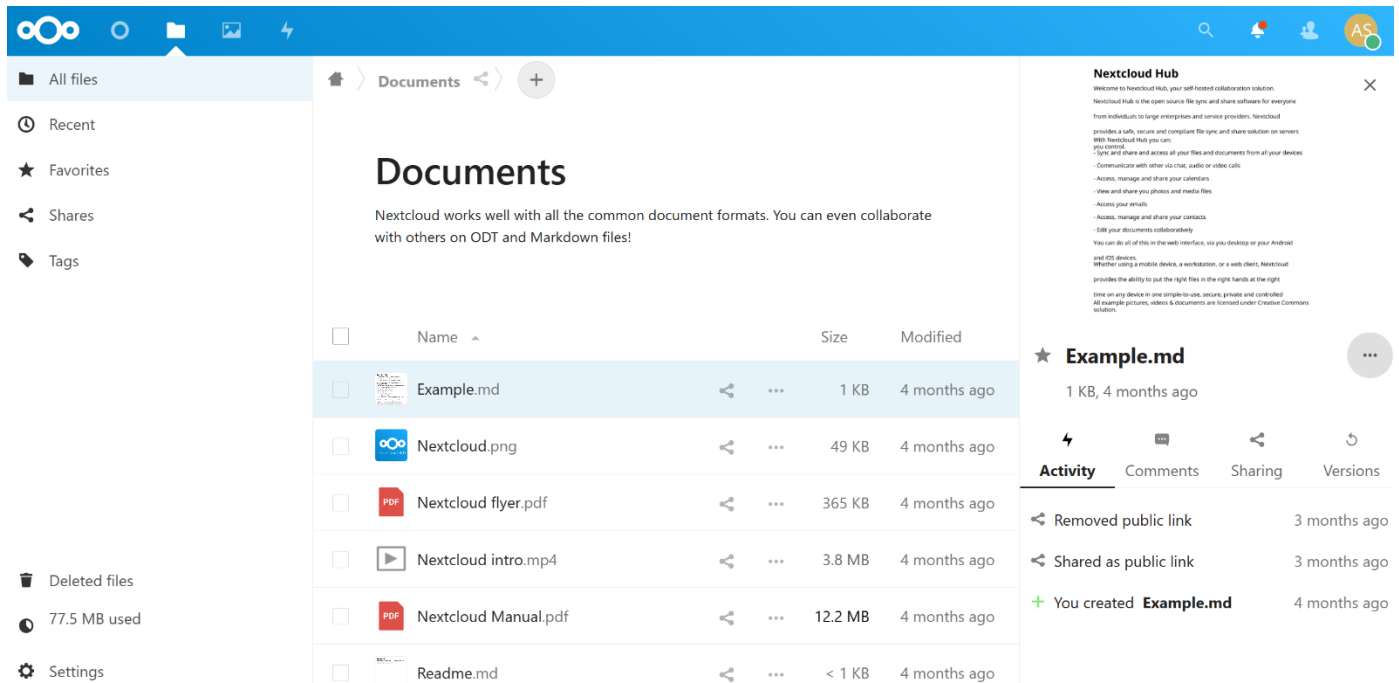 AS
All files
Recent
Favorites
Shares
Tags
Deleted files
77.5 MB used
Settings
Documents
Documents
Nextcloud works well with all the common document formats. You can even collaborate
with others on ODT and Markdown files!
Name Size Modified
Example.md 1 KB 4 months ago
Nextcloud.png 49 KB 4 months ago
PDF Nextcloud flyer.pdf 365 KB 4 months ago
Nextcloud intro.mp4 3.8 MB 4 months ago
PDF Nextcloud Manual.pdf 12.2 MB 4 months ago
Readme.md < 1 KB 4 months ago
Nextcloud Hub
Welcome to Nextcloud Hub, your self-hosted collaboration solution.
Nextcloud Hub is the open source file sync and share software for everyone
from individuals to large enterprises and service providers. Nextcloud
provides a safe, secure and compliant file sync and share solution on servers
With Nextcloud Hub you can:
you control.
- Sync and share and access all your files and documents from all your devices
- Communicate with other via chat, audio or video calls
- Access, manage and share your calendars
- View and share you photos and media files
- Access your emails
- Access, manage and share your contacts
- Edit your documents collaboratively
You can do all of this in the web interface, via you desktop or your Android
and iOS devices.
Whether using a mobile device, a workstation, or a web client, Nextcloud
provides the ability to put the right files in the right hands at the right
time on any device in one simple-to-use, secure, private and controlled
All example pictures, videos & documents are licensed under Creative Commons
solution.
Example.md
1 KB, 4 months ago
Activity Comments Sharing Versions
Removed public link 3 months ago
Shared as public link 3 months ago
You created Example.md 4 months ago